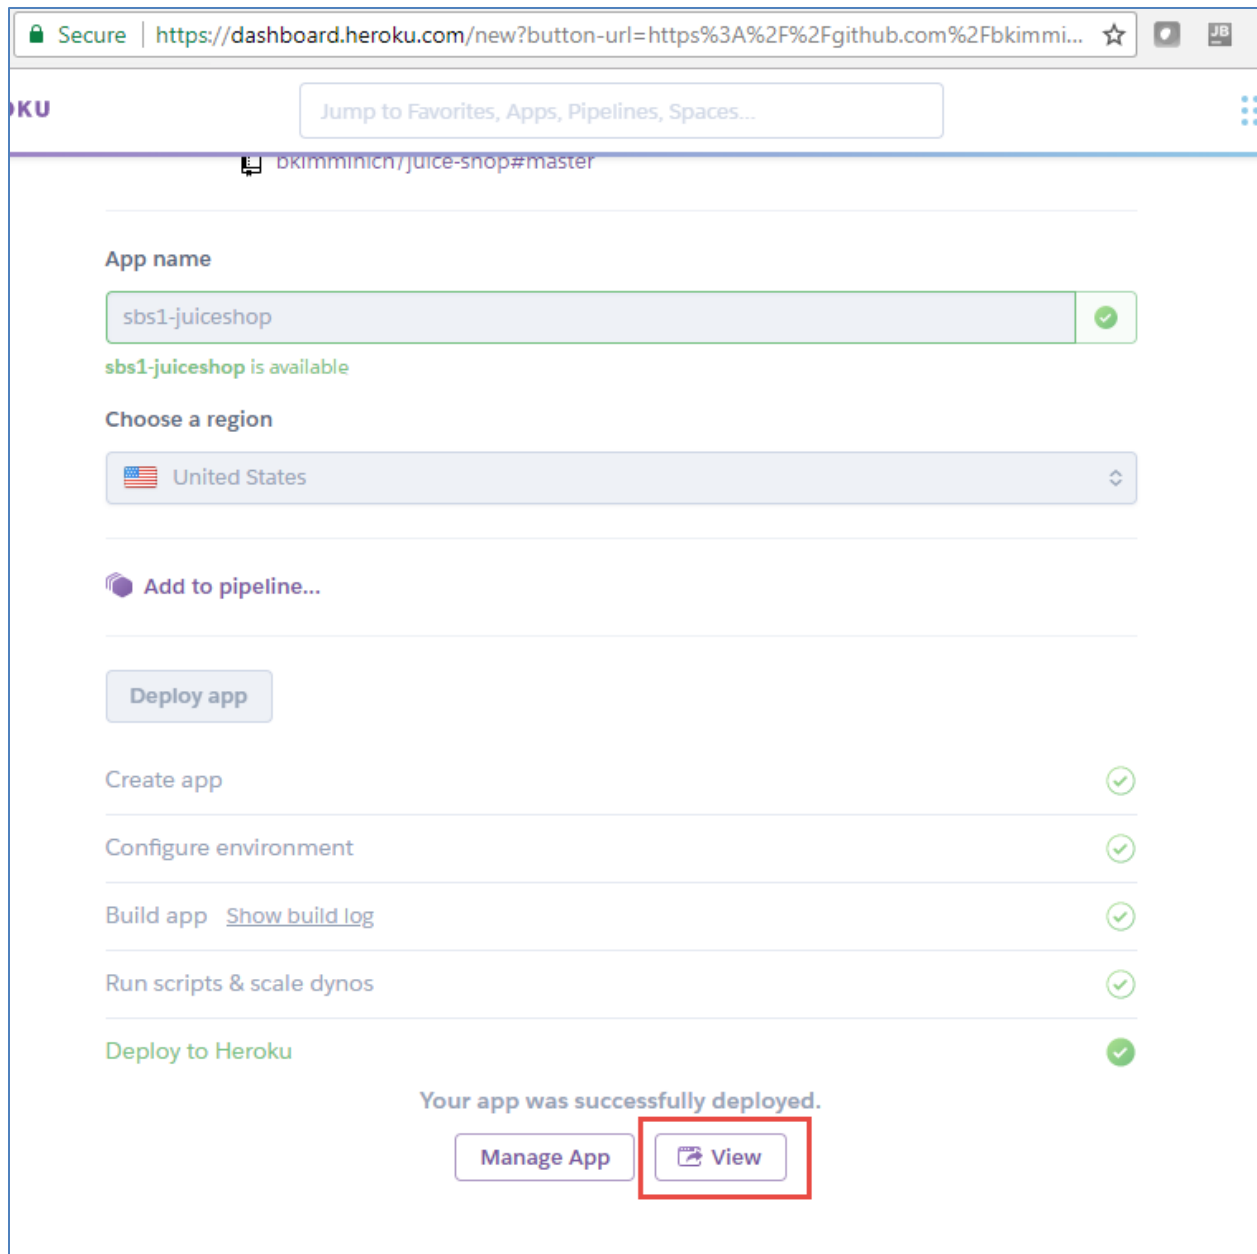 Secure https://dashboard.heroku.com/new?button-url=https%3A%2F%2Fgithub.com%2Fbkimmi...
JB
OKU Jump to Favorites, Apps, Pipelines, Spaces...
bkimminich/juice-shop#master
App name
sbs1-juiceshop
sbs1-juiceshop is available
Choose a region
United States
Add to pipeline...
Deploy app
Create app
Configure environment
Build app Show build log
Run scripts & scale dynos
Deploy to Heroku
Your app was successfully deployed.
Manage App View